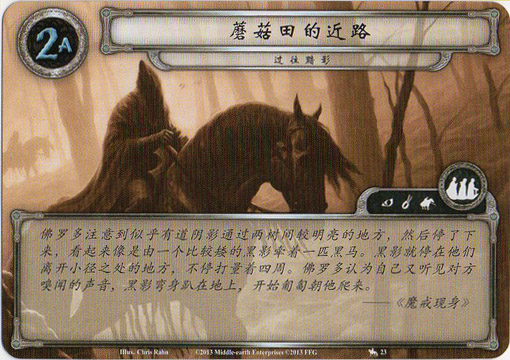 2A
蘑菇田的近路
过往黯影
佛罗多注意到似乎有道阴影通过两树间较明亮的地方，然后停了下
来，看起来像是由一个比较矮的黑影牵着一匹黑马。黑影就停在他们
离开小径之处的地方，不停打量着四周。佛罗多认为自己又听见对方
嗅闻的声音，黑影弯身趴在地上，开始匍匐朝他爬来。
——《魔戒现身》
Illus. Chris Rahn ©2013 Middle-earth Enterprises ©2013 FFG 23